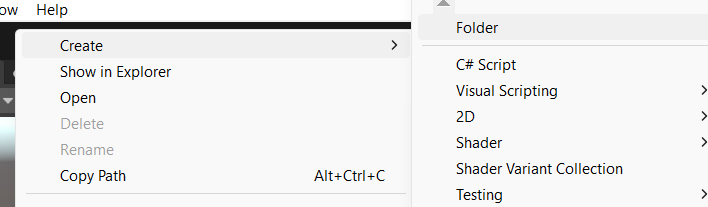 ow Help
Create
Show in Explorer
Open
Delete
Rename
Copy Path Alt+Ctrl+C
Folder
C# Script
Visual Scripting
2D
Shader
Shader Variant Collection
Testing